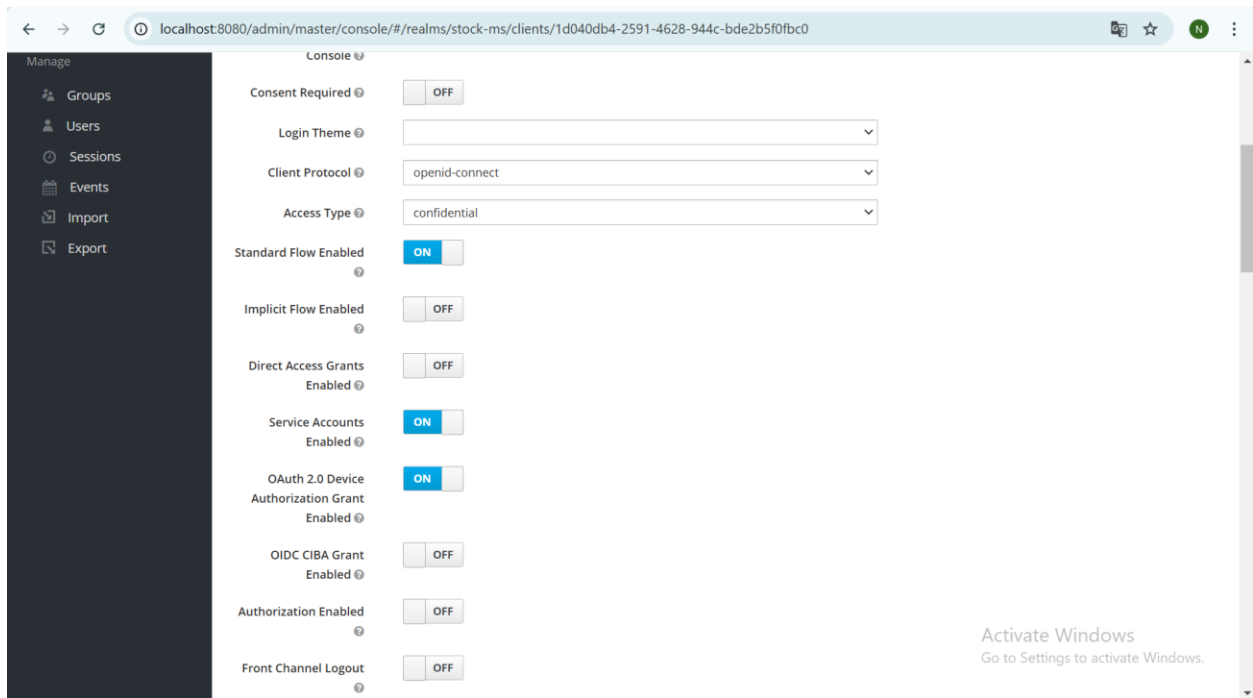 localhost:8080/admin/master/console/#/realms/stock-ms/clients/1d040db4-2591-4628-944c-bde2b5f0fbc0
N
Manage
Console
Groups
Consent Required
OFF
Users
Login Theme
Sessions
Client Protocol
openid-connect
Events
Import
Access Type
confidential
Export
Standard Flow Enabled
ON
Implicit Flow Enabled
OFF
Direct Access Grants
Enabled
OFF
Service Accounts
Enabled
ON
OAuth 2.0 Device
Authorization Grant
Enabled
ON
OIDC CIBA Grant
Enabled
OFF
Authorization Enabled
OFF
Front Channel Logout
OFF
Activate Windows
Go to Settings to activate Windows.